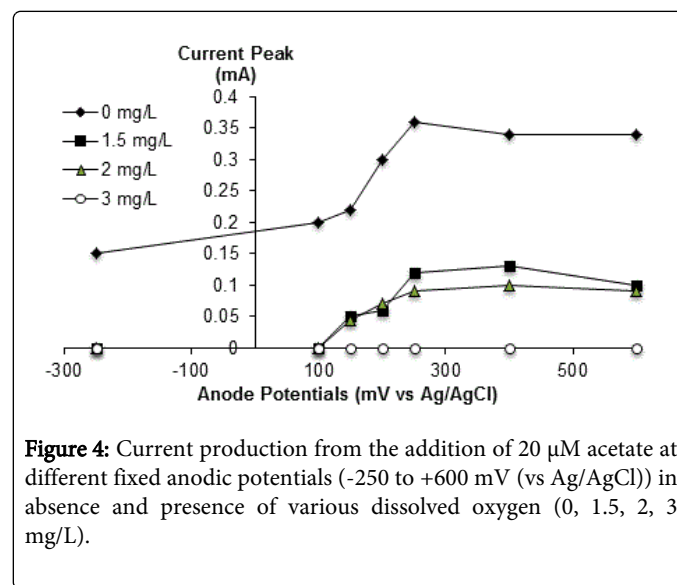 Current Peak
(mA)
0 mg/L
1.5 mg/L
2 mg/L
3 mg/L
0.4
0.35
0.3
0.25
0.2
0.15
0.1
0.05
0
-300
-100
100
300
500
Anode Potentials (mV vs Ag/AgCl)
Figure 4: Current production from the addition of 20 μM acetate at
different fixed anodic potentials (-250 to +600 mV (vs Ag/AgCl)) in
absence and presence of various dissolved oxygen (0, 1.5, 2, 3
mg/L).